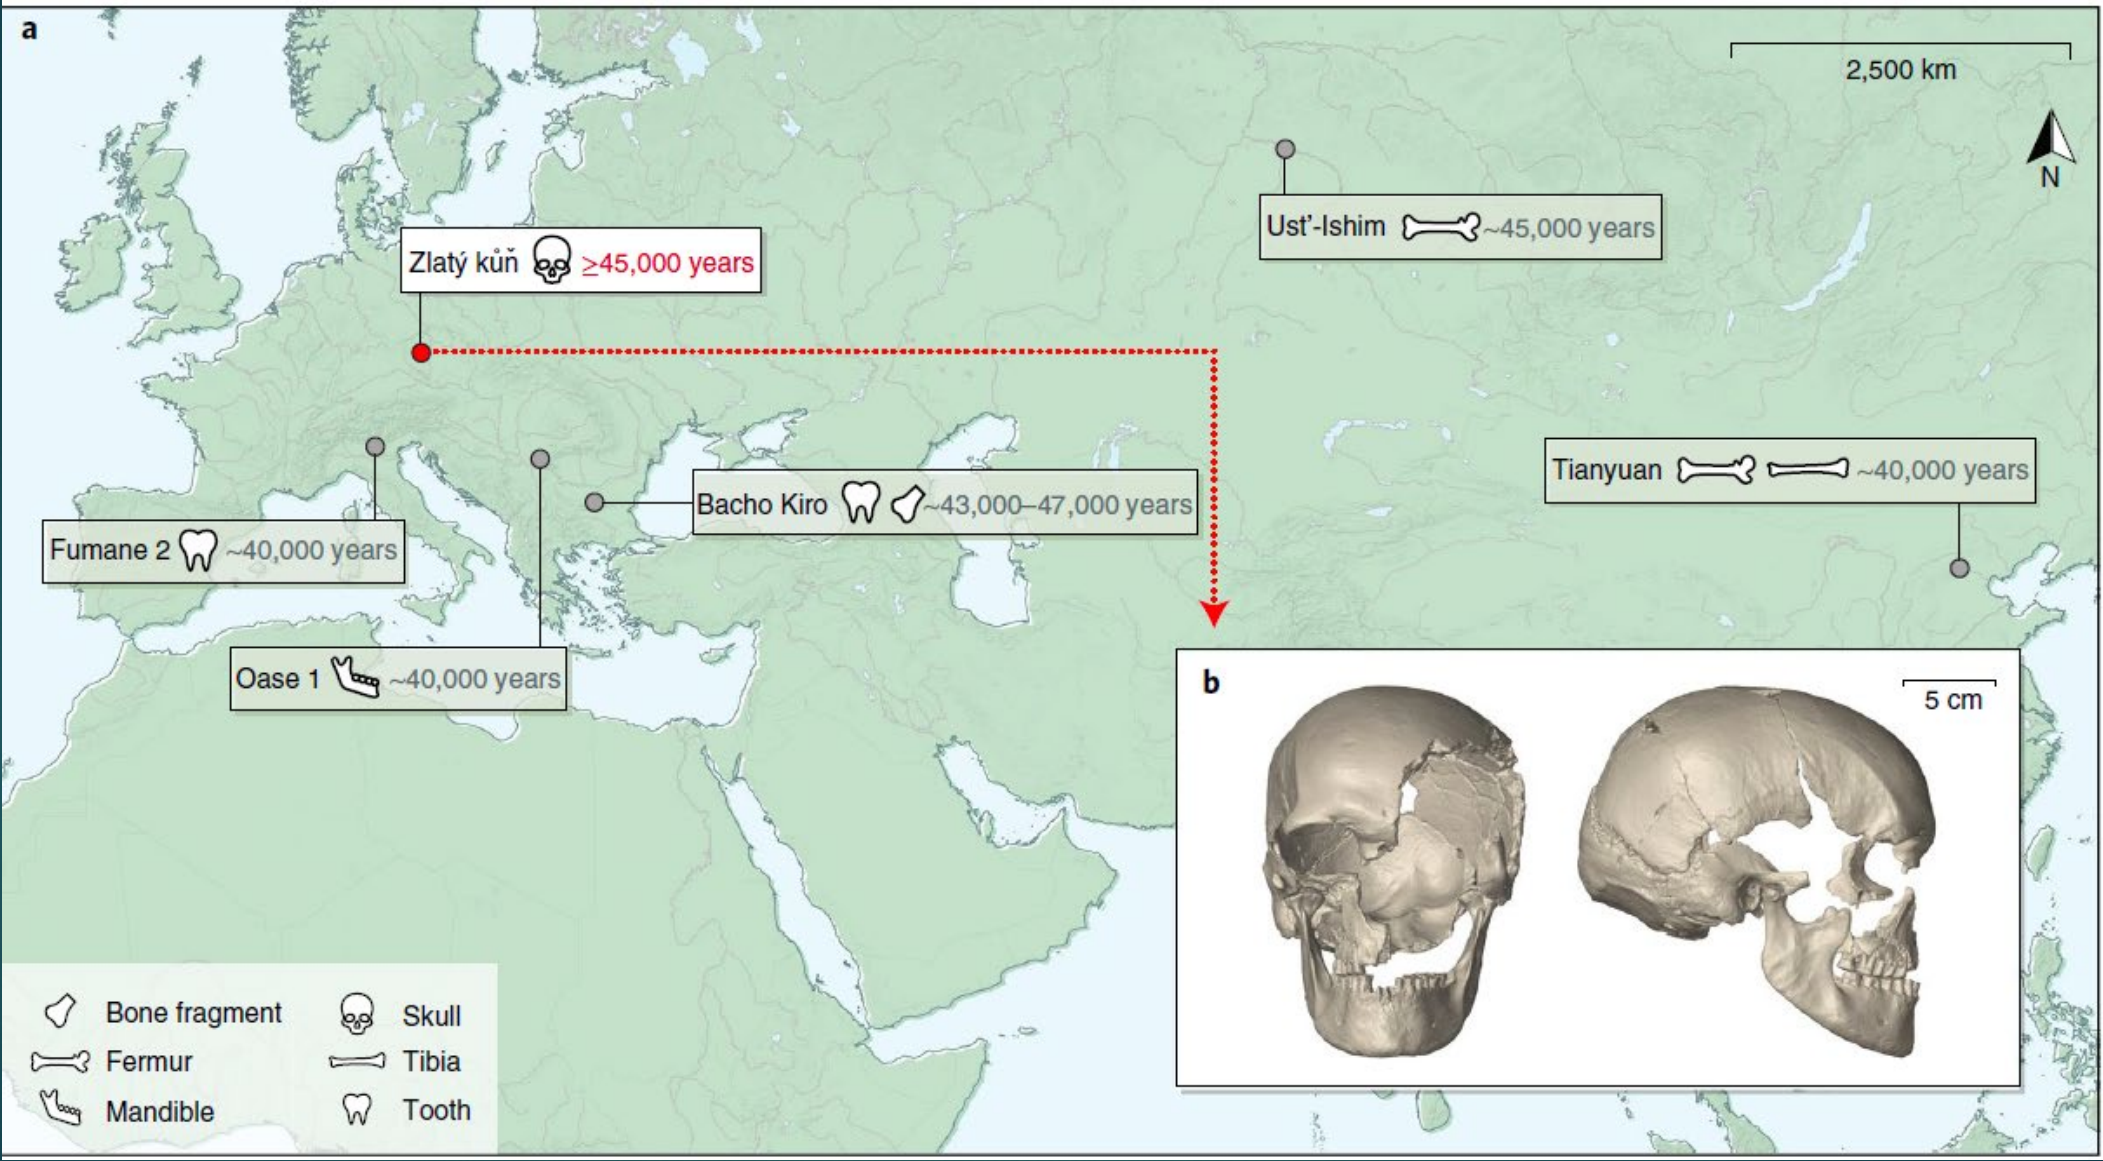 a
2,500 km
N
Ust'-Ishim ~45,000 years
Zlatý kůň ≥45,000 years
Tianyuan ~40,000 years
Bacho Kiro ~43,000–47,000 years
Fumane 2 ~40,000 years
Oase 1 ~40,000 years
b
5 cm
Bone fragment
Skull
Fermur
Tibia
Mandible
Tooth